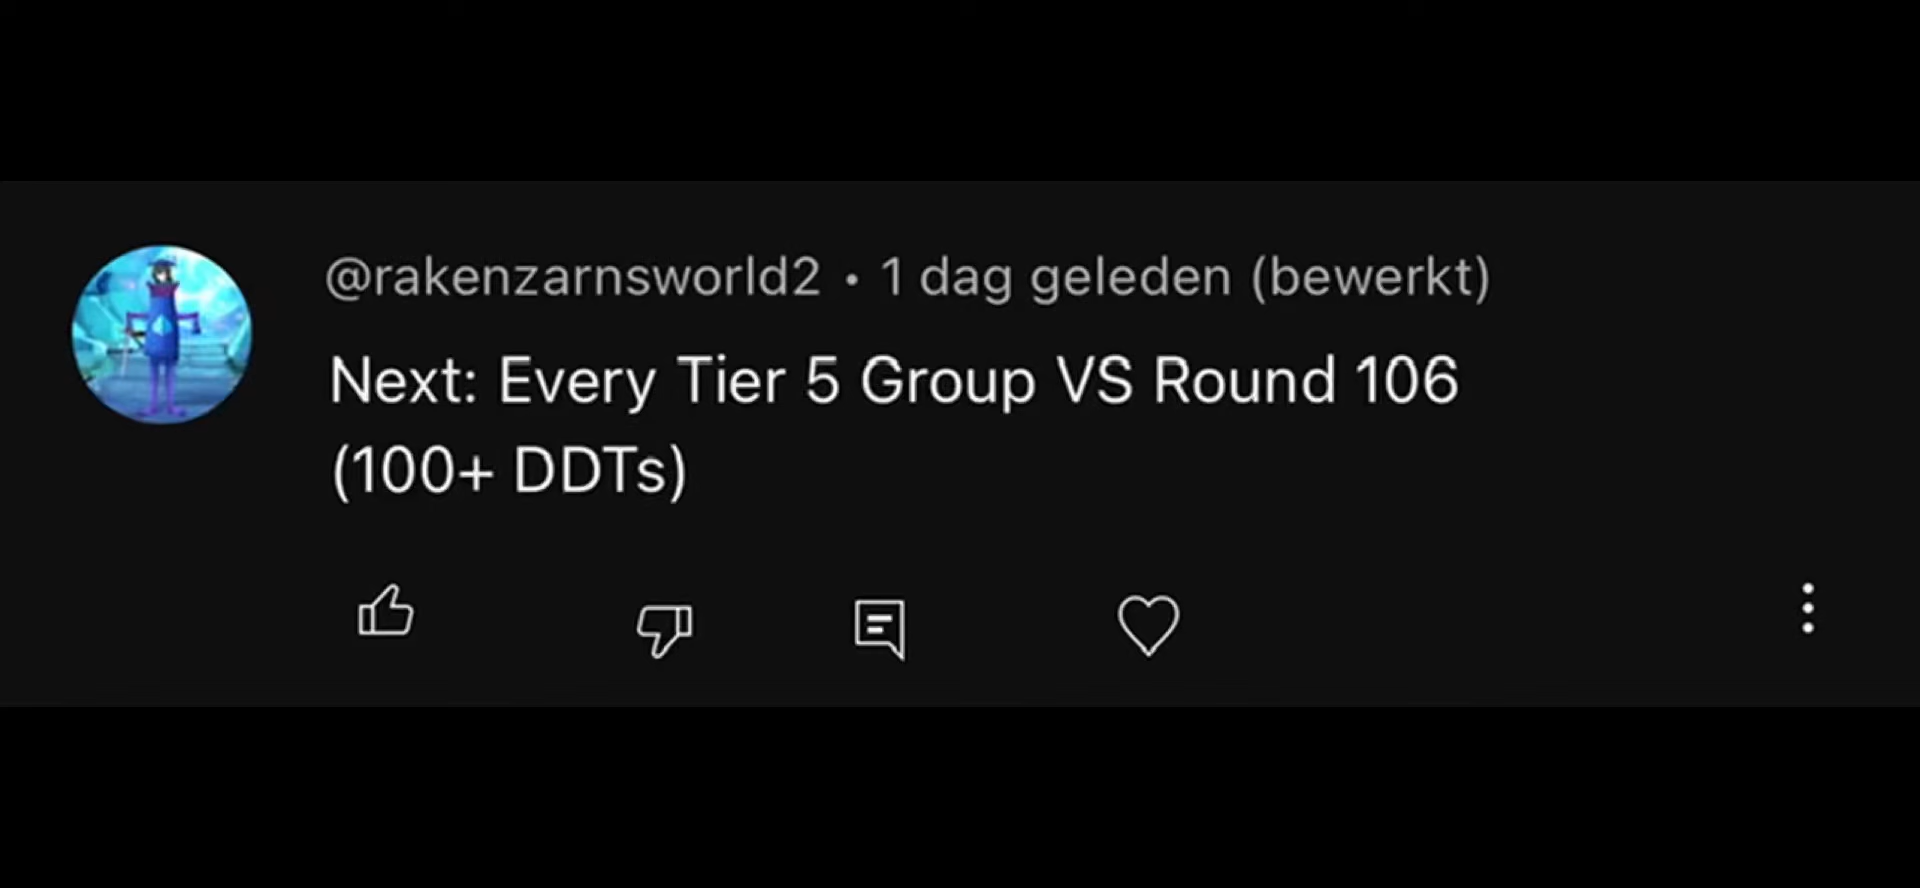 @rakenzarnsworld2 • 1 dag geleden (bewerkt)
Next: Every Tier 5 Group VS Round 106
(100+ DDTs)